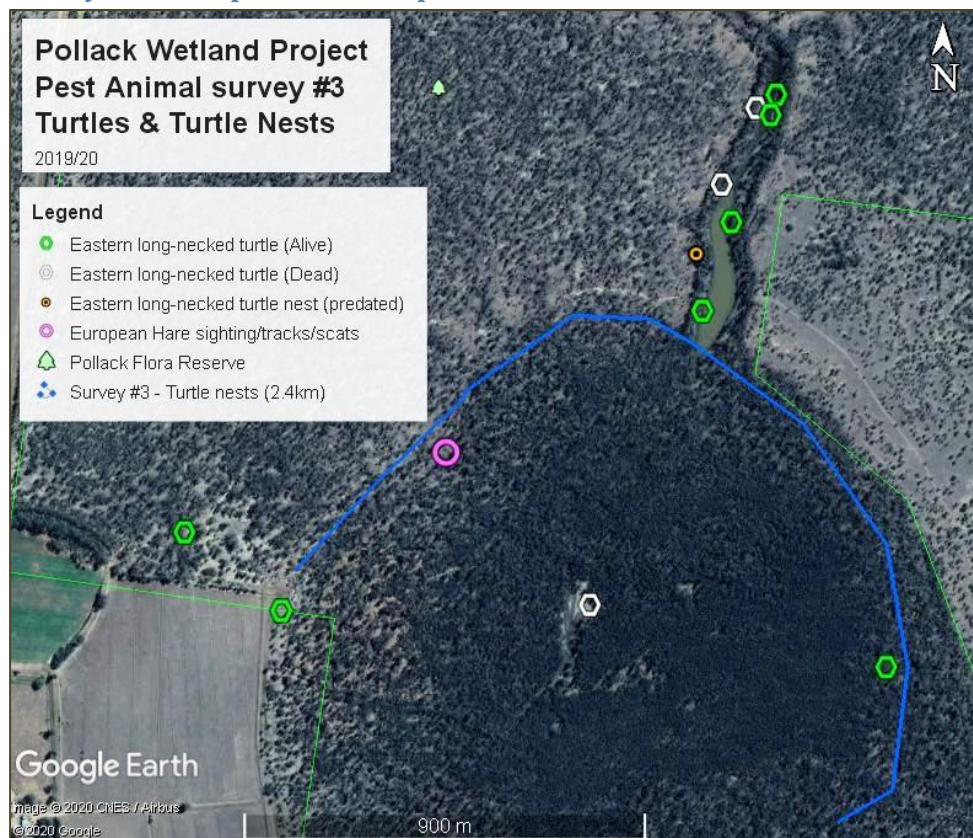 Pollack Wetland Project
Pest Animal survey #3
Turtles & Turtle Nests
2019/20
N
Legend
Eastern long-necked turtle (Alive)
Eastern long-necked turtle (Dead)
Eastern long-necked turtle nest (predated)
European Hare sighting/tracks/scats
Pollack Flora Reserve
Survey #3 - Turtle nests (2.4km)
Google Earth
Image © 2020 CNES / Airbus
© 2020 Google
900 m